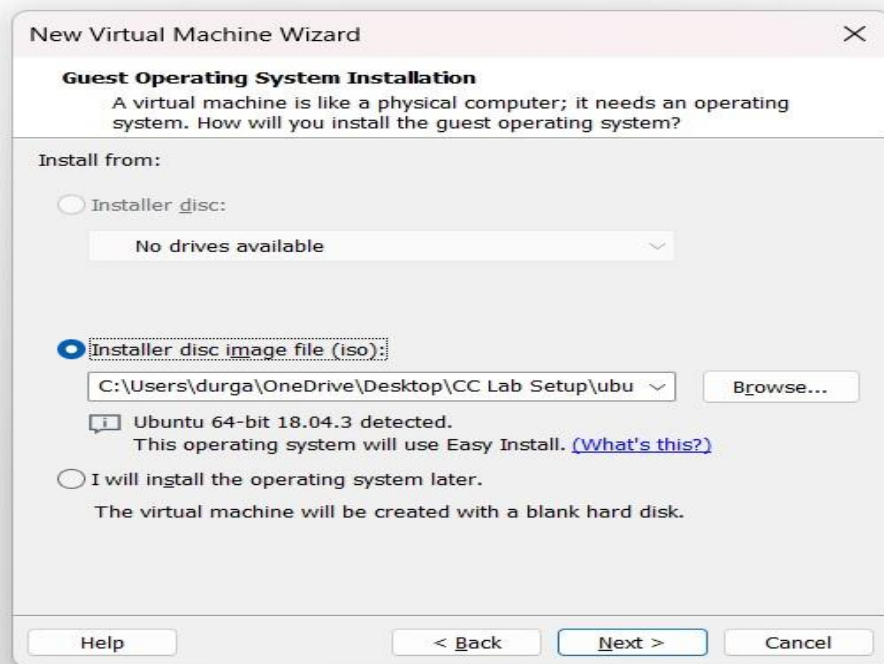 New Virtual Machine Wizard
Guest Operating System Installation
A virtual machine is like a physical computer; it needs an operating
system. How will you install the guest operating system?
Install from:
Installer disc:
No drives available
Installer disc image file (iso):
C:\Users\durga\OneDrive\Desktop\CC Lab Setup\ubu
Browse...
Ubuntu 64-bit 18.04.3 detected.
This operating system will use Easy Install. (What's this?)
I will install the operating system later.
The virtual machine will be created with a blank hard disk.
Help < Back Next > Cancel